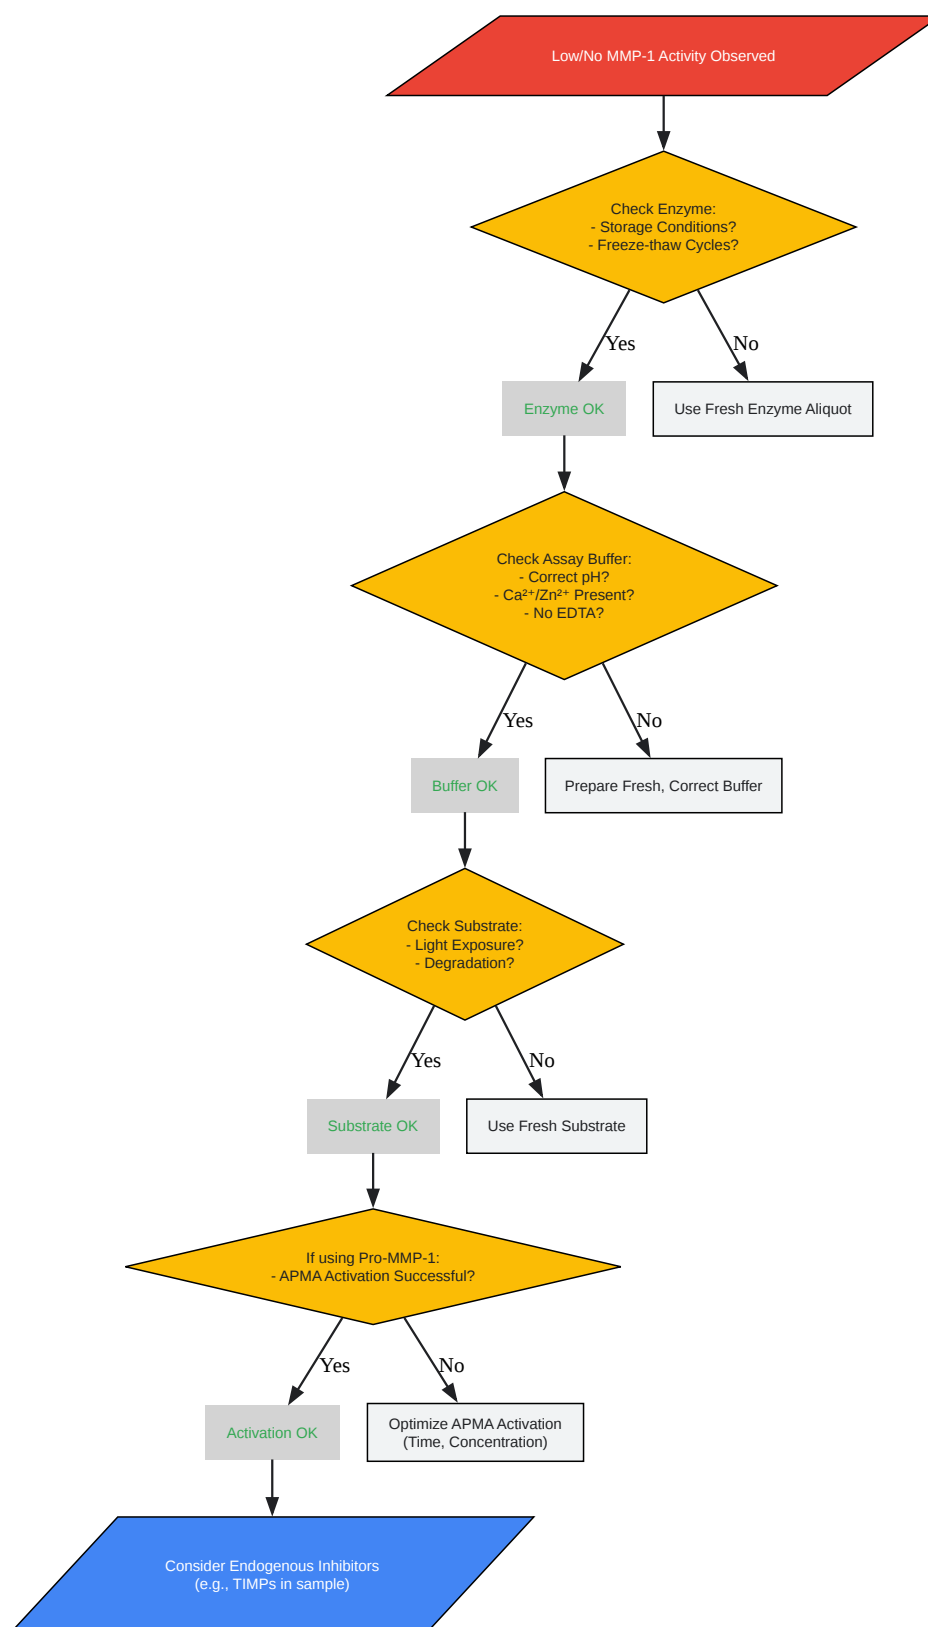 Low/No MMP-1 Activity Observed
Check Enzyme:
- Storage Conditions?
- Freeze-thaw Cycles?
Yes
No
Enzyme OK
Use Fresh Enzyme Aliquot
Check Assay Buffer:
- Correct pH?
- Ca²⁺/Zn²⁺ Present?
- No EDTA?
Yes
No
Buffer OK
Prepare Fresh, Correct Buffer
Check Substrate:
- Light Exposure?
- Degradation?
Yes
No
Substrate OK
Use Fresh Substrate
If using Pro-MMP-1:
- APMA Activation Successful?
Yes
No
Activation OK
Optimize APMA Activation
(Time, Concentration)
Consider Endogenous Inhibitors
(e.g., TIMPs in sample)